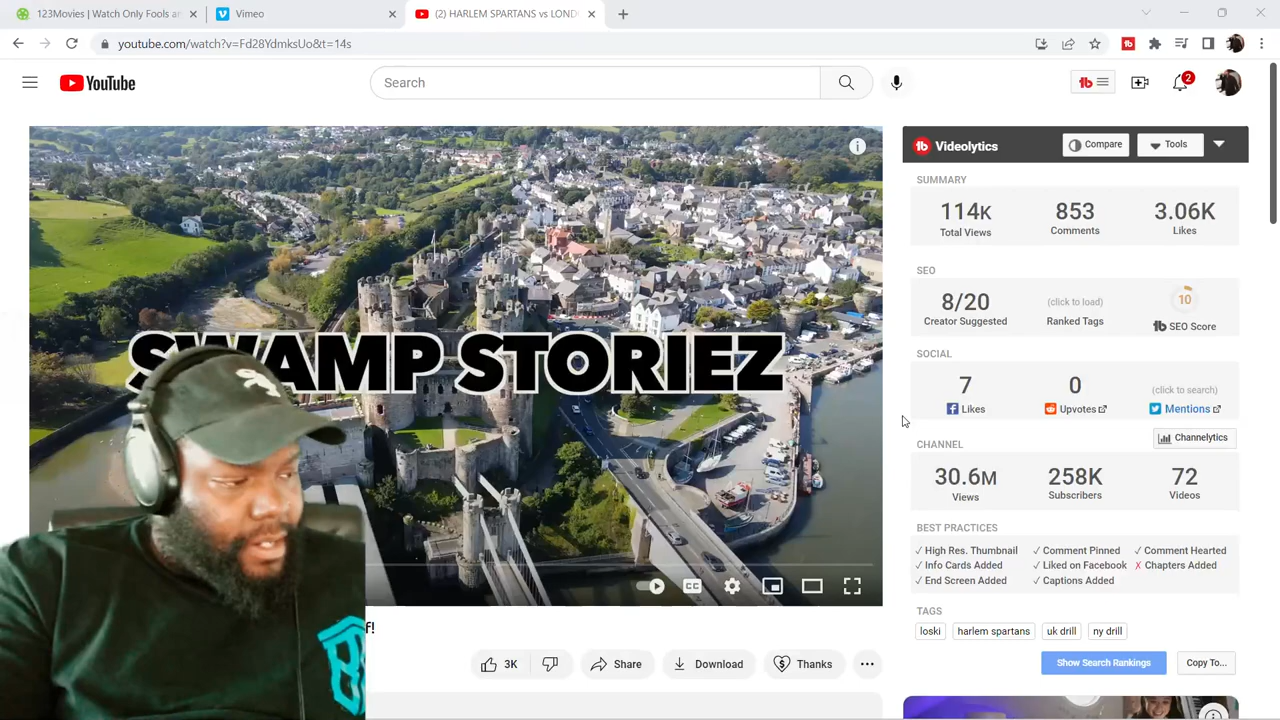 123Movies | Watch Only Fools an
Vimeo
(2) HARLEM SPARTANS vs LOND
youtube.com/watch?v=Fd28YdmksUo&t=14s
YouTube
Search
2
SWAMP STORIEZ
CC
f!
3K
Share
Download
Thanks
Videolytics
Compare
Tools
SUMMARY
114K
853
3.06K
Total Views
Comments
Likes
SEO
8/20
(click to load)
10
Creator Suggested
Ranked Tags
SEO Score
SOCIAL
7
0
(click to search)
Likes
Upvotes
Mentions
CHANNEL
Channelytics
30.6M
258K
72
Views
Subscribers
Videos
BEST PRACTICES
✓ High Res. Thumbnail
✓ Comment Pinned
✓ Comment Hearted
✓ Info Cards Added
✓ Liked on Facebook
X Chapters Added
✓ End Screen Added
✓ Captions Added
TAGS
loski
harlem spartans
uk drill
ny drill
Show Search Rankings
Copy To...